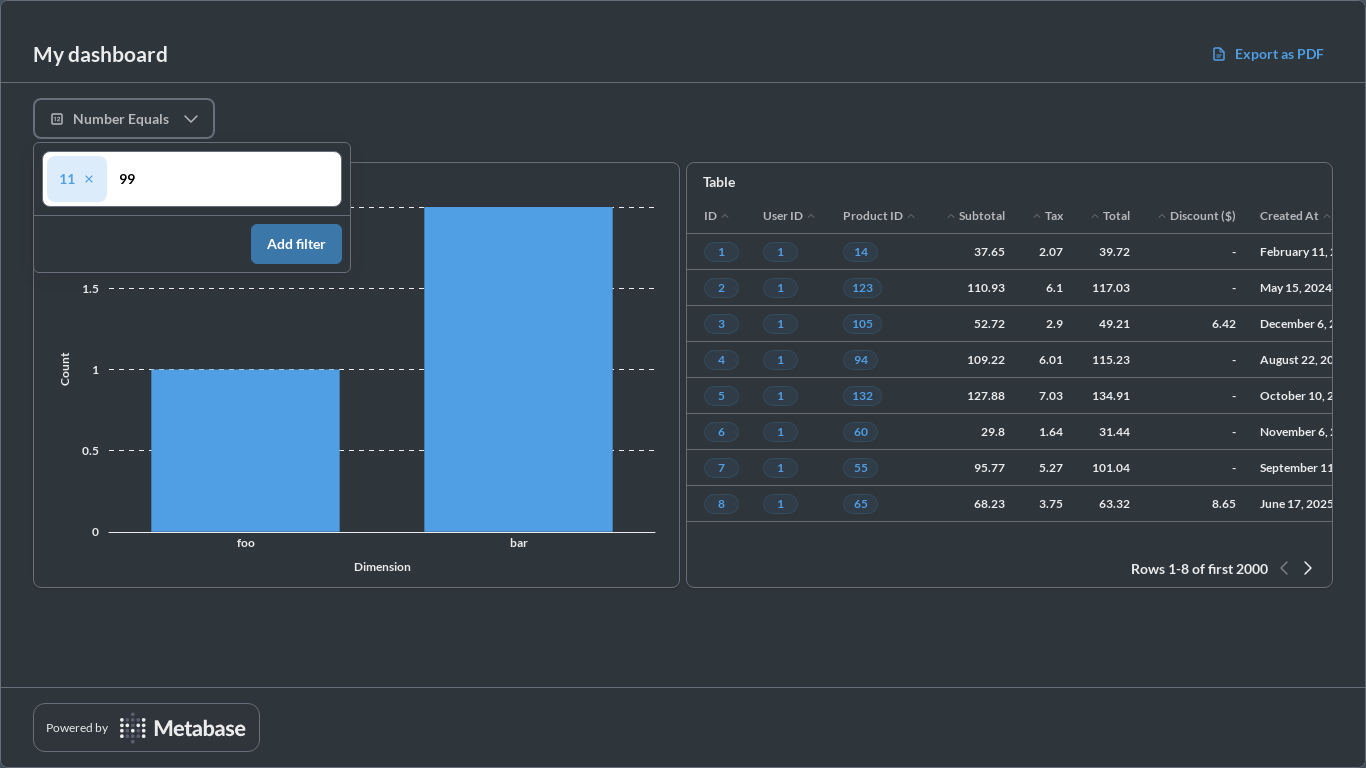 My dashboard
Export as PDF
Number Equals
11 × 99
Add filter
1.5
1
0.5
0
Count
foo bar
Dimension
Table
ID User ID Product ID Subtotal Tax Total Discount ($) Created At
1 1 14 37.65 2.07 39.72 - February 11,
2 1 123 110.93 6.1 117.03 - May 15, 2024
3 1 105 52.72 2.9 49.21 6.42 December 6,
4 1 94 109.22 6.01 115.23 - August 22, 20
5 1 132 127.88 7.03 134.91 - October 10, 2
6 1 60 29.8 1.64 31.44 - November 6,
7 1 55 95.77 5.27 101.04 - September 11
8 1 65 68.23 3.75 63.32 8.65 June 17, 2025
Rows 1-8 of first 2000
Powered by Metabase